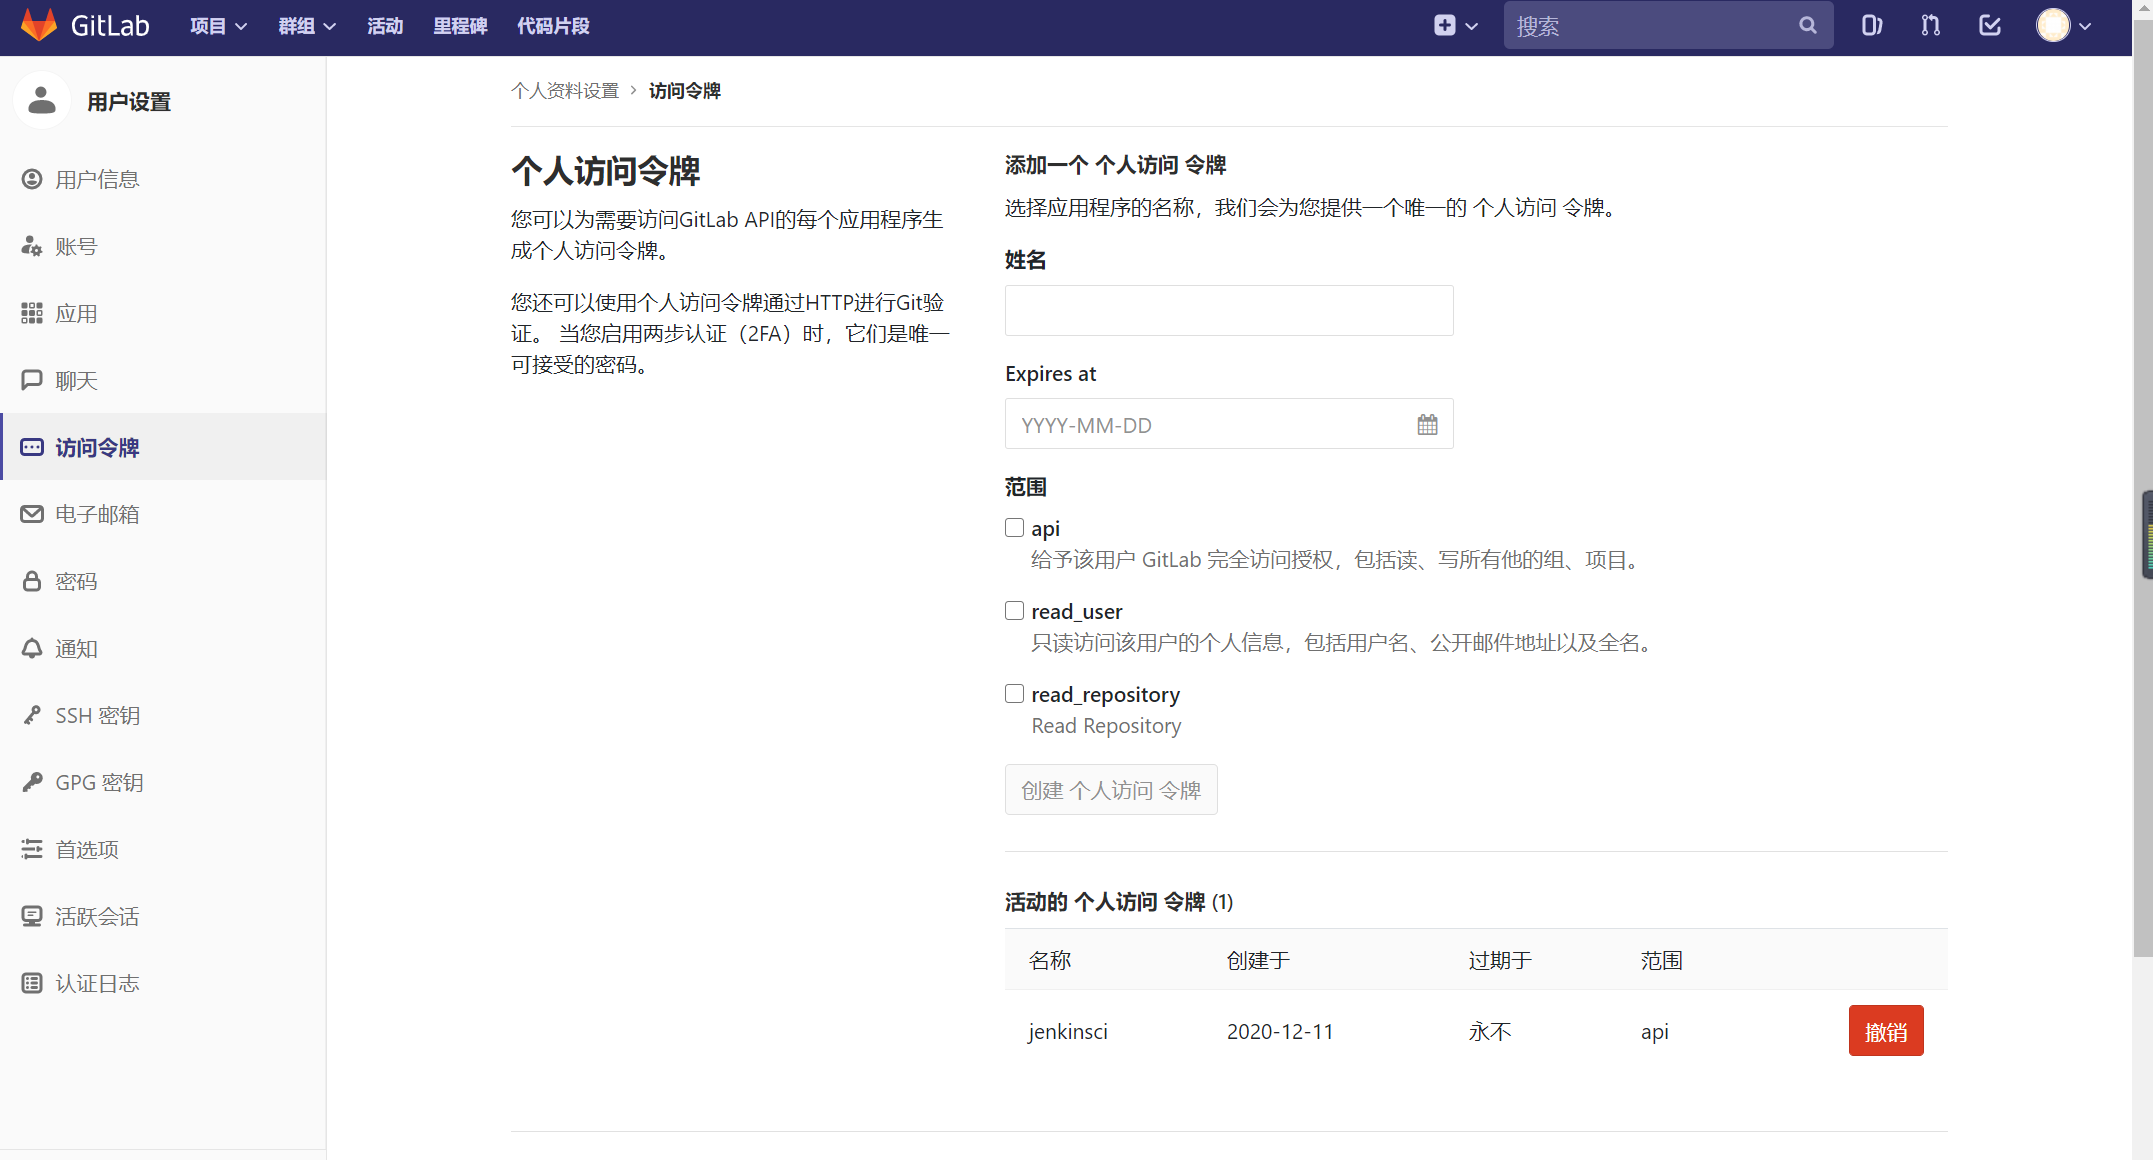 GitLab 项目 群组 活动 里程碑 代码片段 搜索
用户设置
用户信息
账号
应用
聊天
访问令牌
电子邮箱
密码
通知
SSH 密钥
GPG 密钥
首选项
活跃会话
认证日志
个人资料设置 › 访问令牌
个人访问令牌
您可以为需要访问GitLab API的每个应用程序生
成个人访问令牌。
您还可以使用个人访问令牌通过HTTP进行Git验
证。 当您启用两步认证（2FA）时，它们是唯一
可接受的密码。
添加一个 个人访问 令牌
选择应用程序的名称，我们会为您提供一个唯一的 个人访问 令牌。
姓名
Expires at
YYYY-MM-DD
范围
api
给予该用户 GitLab 完全访问授权，包括读、写所有他的组、项目。
read_user
只读访问该用户的个人信息，包括用户名、公开邮件地址以及全名。
read_repository
Read Repository
创建 个人访问 令牌
活动的 个人访问 令牌 (1)
名称 创建于 过期于 范围
jenkinsci 2020-12-11 永不 api 撤销